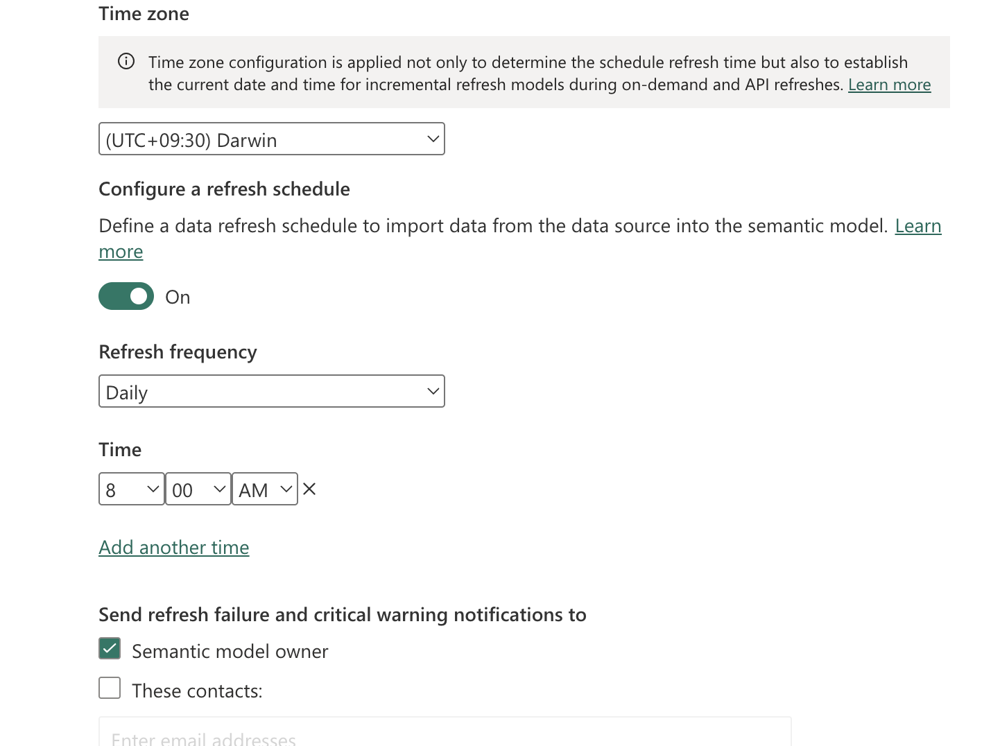 Time zone
Time zone configuration is applied not only to determine the schedule refresh time but also to establish
the current date and time for incremental refresh models during on-demand and API refreshes. Learn more
(UTC+09:30) Darwin
Configure a refresh schedule
Define a data refresh schedule to import data from the data source into the semantic model. Learn
more
On
Refresh frequency
Daily
Time
8 00 AM
Add another time
Send refresh failure and critical warning notifications to
Semantic model owner
These contacts:
Enter email addresses